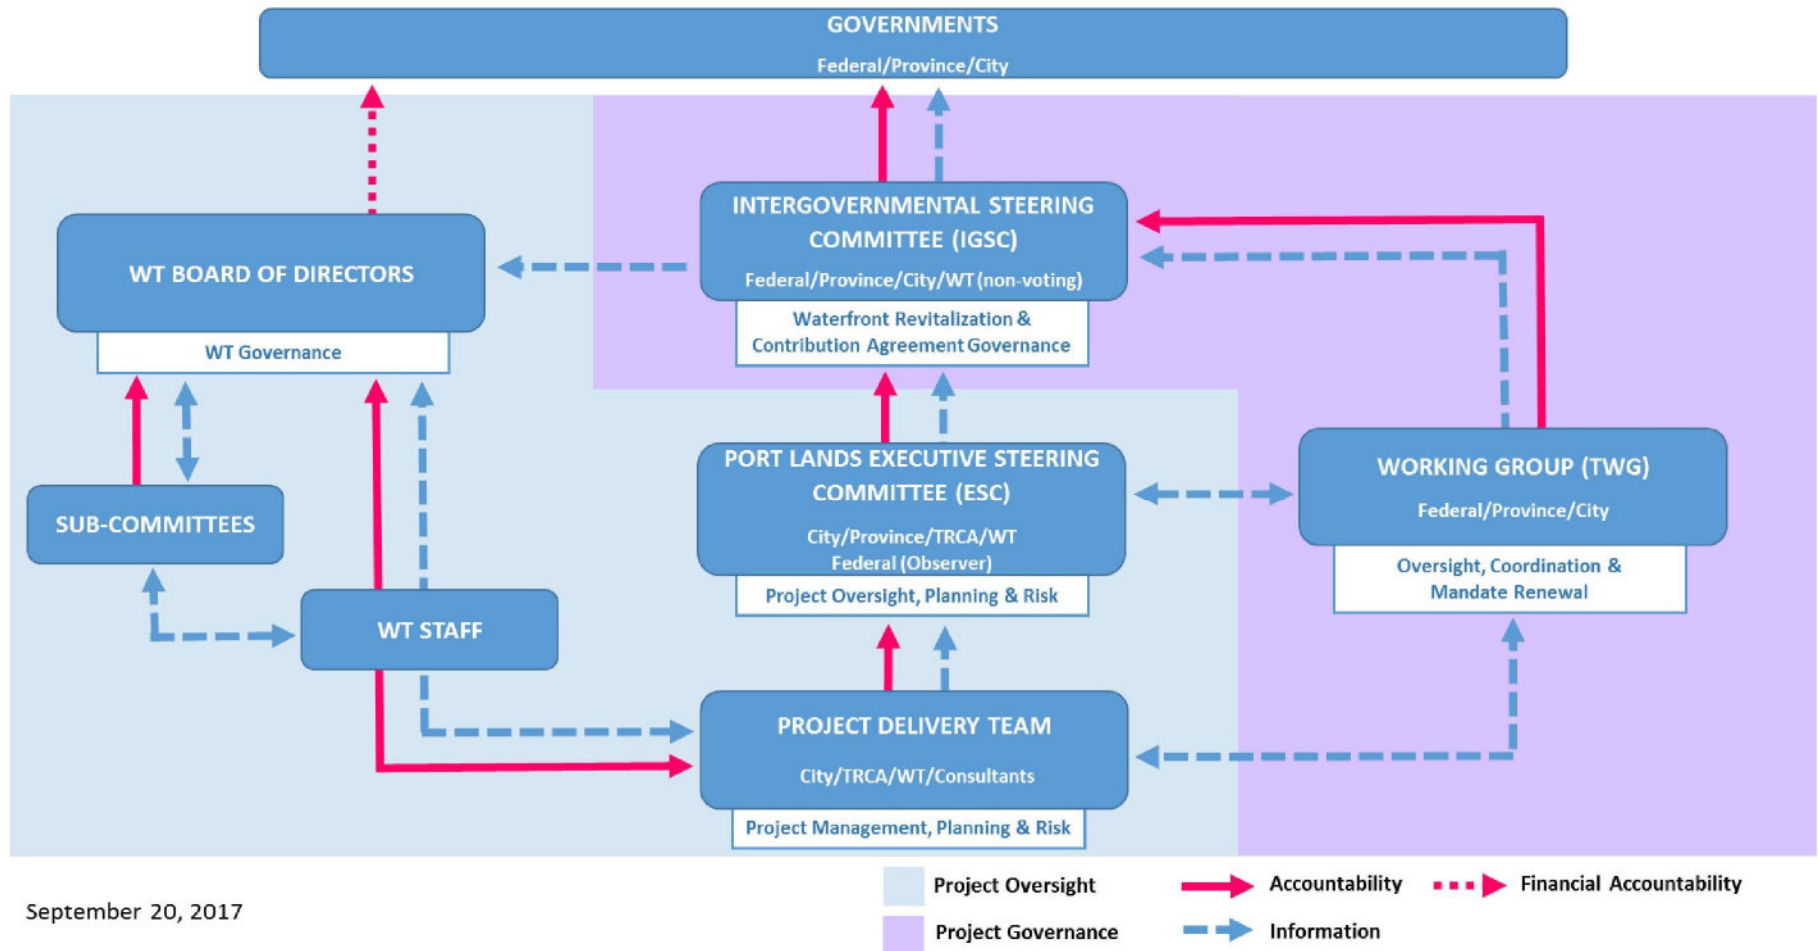 GOVERNMENTS
Federal/Province/City
INTERGOVERNMENTAL STEERING
COMMITTEE (IGSC)
Federal/Province/City/WT (non-voting)
Waterfront Revitalization &
Contribution Agreement Governance
WT BOARD OF DIRECTORS
WT Governance
PORT LANDS EXECUTIVE STEERING
COMMITTEE (ESC)
City/Province/TRCA/WT
Federal (Observer)
Project Oversight, Planning & Risk
WORKING GROUP (TWG)
Federal/Province/City
Oversight, Coordination &
Mandate Renewal
SUB-COMMITTEES
WT STAFF
PROJECT DELIVERY TEAM
City/TRCA/WT/Consultants
Project Management, Planning & Risk
September 20, 2017
Project Oversight
Accountability
Financial Accountability
Project Governance
Information